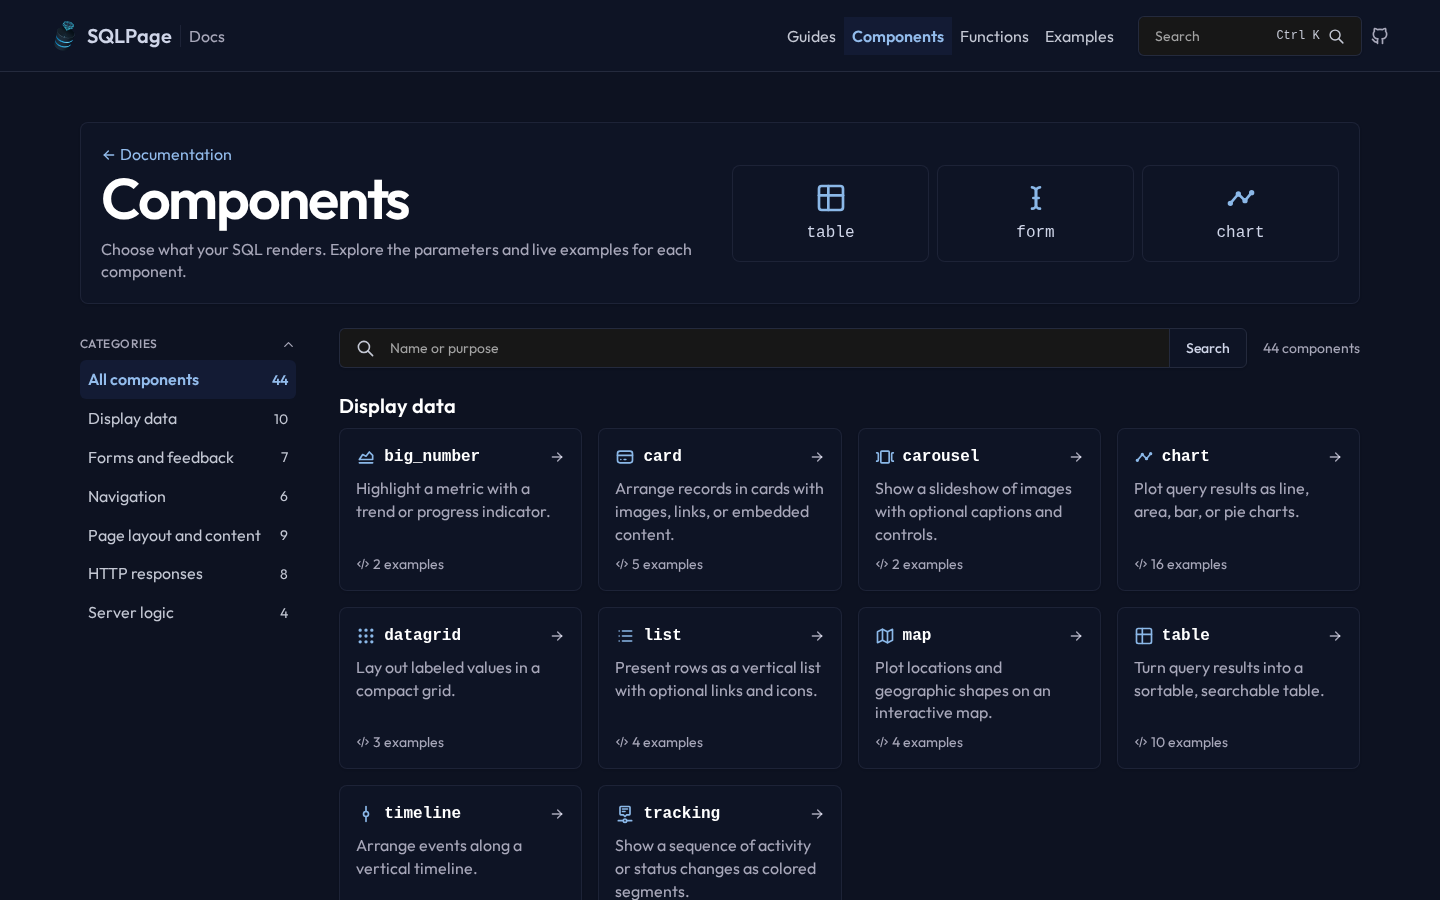 SQLPage
Docs
Guides
Components
Functions
Examples
Search
Ctrl K
← Documentation
Components
Choose what your SQL renders. Explore the parameters and live examples for each
component.
table
form
chart
CATEGORIES
All components 44
Display data 10
Forms and feedback 7
Navigation 6
Page layout and content 9
HTTP responses 8
Server logic 4
Name or purpose
Search
44 components
Display data
big_number
Highlight a metric with a
trend or progress indicator.
2 examples
card
Arrange records in cards with
images, links, or embedded
content.
5 examples
carousel
Show a slideshow of images
with optional captions and
controls.
2 examples
chart
Plot query results as line,
area, bar, or pie charts.
16 examples
datagrid
Lay out labeled values in a
compact grid.
3 examples
list
Present rows as a vertical list
with optional links and icons.
4 examples
map
Plot locations and
geographic shapes on an
interactive map.
4 examples
table
Turn query results into a
sortable, searchable table.
10 examples
timeline
Arrange events along a
vertical timeline.
tracking
Show a sequence of activity
or status changes as colored
segments.